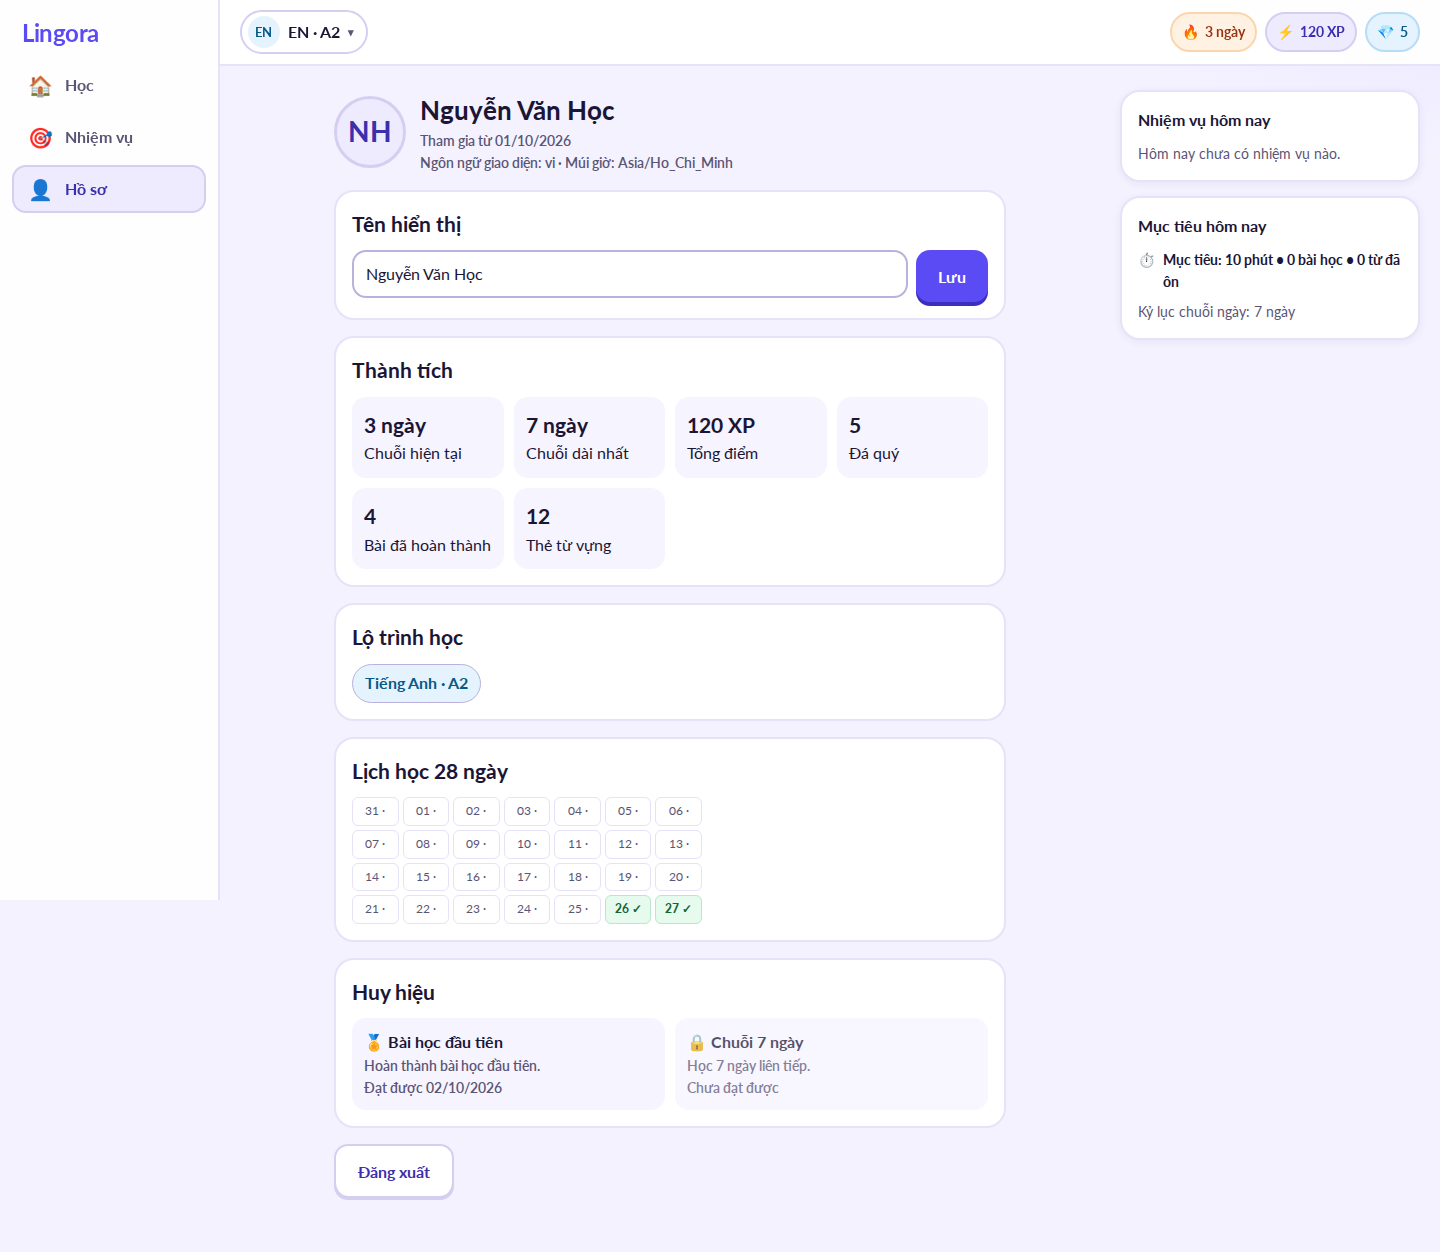 Lingora
Học
Nhiệm vụ
Hồ sơ
EN EN · A2 ▾
3 ngày
120 XP
5
NH
Nguyễn Văn Học
Tham gia từ 01/10/2026
Ngôn ngữ giao diện: vi · Múi giờ: Asia/Ho_Chi_Minh
Tên hiển thị
Nguyễn Văn Học
Lưu
Thành tích
3 ngày
Chuỗi hiện tại
7 ngày
Chuỗi dài nhất
120 XP
Tổng điểm
5
Đá quý
4
Bài đã hoàn thành
12
Thẻ từ vựng
Lộ trình học
Tiếng Anh · A2
Lịch học 28 ngày
31 · 01 · 02 · 03 · 04 · 05 · 06 ·
07 · 08 · 09 · 10 · 11 · 12 · 13 ·
14 · 15 · 16 · 17 · 18 · 19 · 20 ·
21 · 22 · 23 · 24 · 25 · 26 ✓ 27 ✓
Huy hiệu
🏅 Bài học đầu tiên
Hoàn thành bài học đầu tiên.
Đạt được 02/10/2026
🔒 Chuỗi 7 ngày
Học 7 ngày liên tiếp.
Chưa đạt được
Đăng xuất
Nhiệm vụ hôm nay
Hôm nay chưa có nhiệm vụ nào.
Mục tiêu hôm nay
Mục tiêu: 10 phút ● 0 bài học ● 0 từ đã
ôn
Kỷ lục chuỗi ngày: 7 ngày